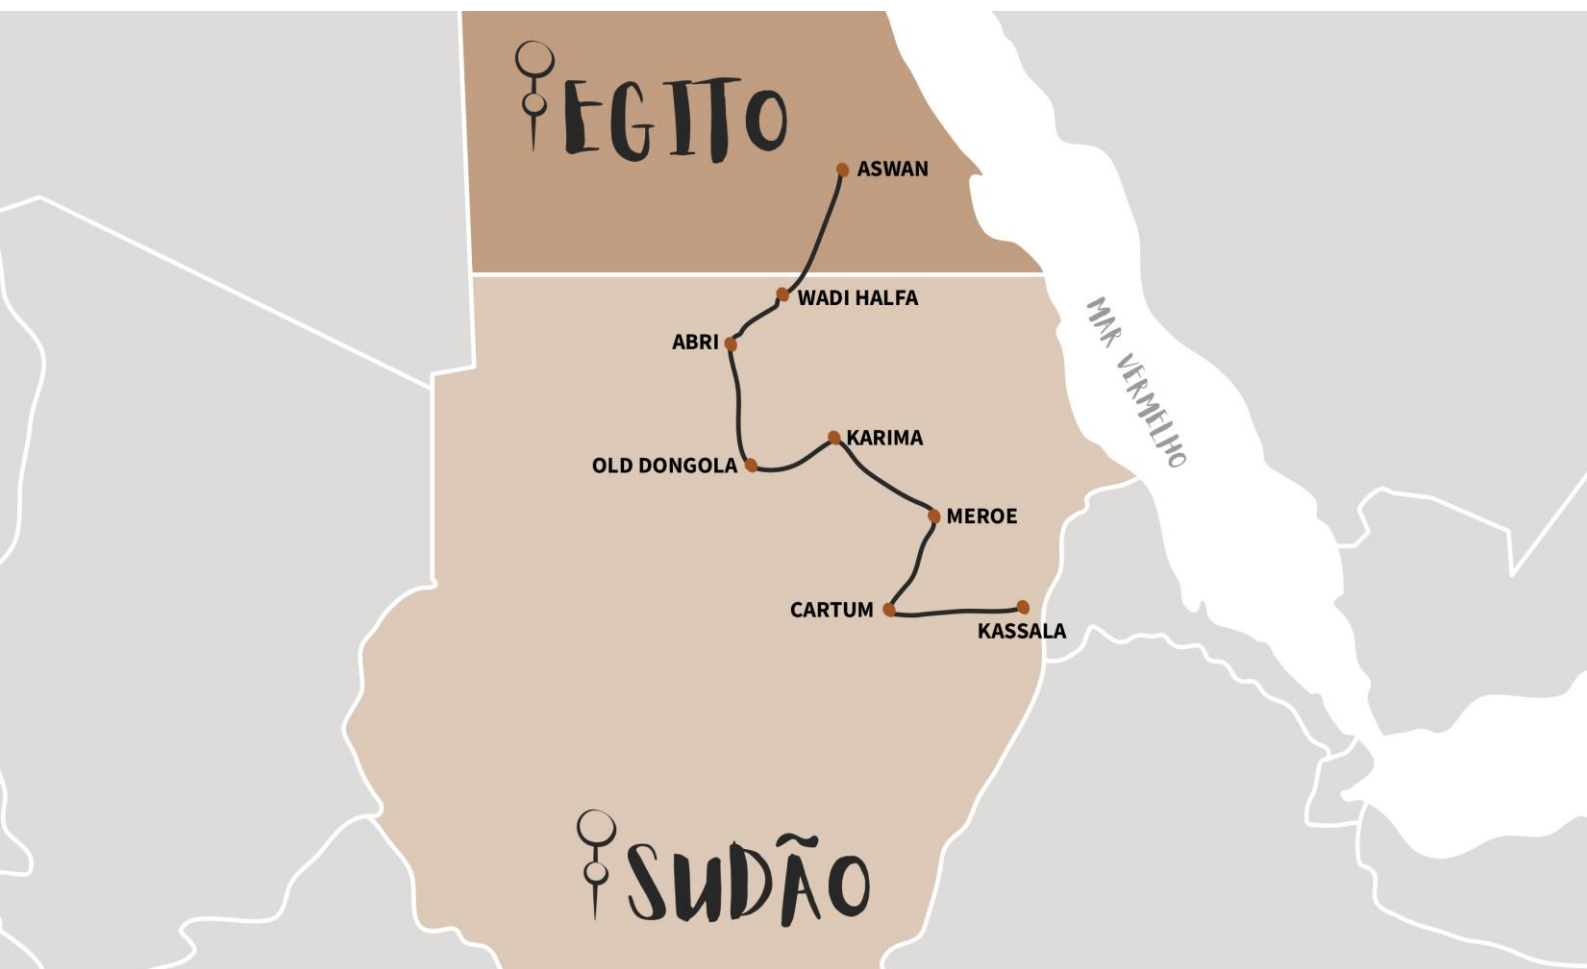 EGITO
ASWAN
WADI HALFA
ABRI
MAR VERMELHO
KARIMA
OLD DONGOLA
MEROE
CARTUM
KASSALA
SUDÃO